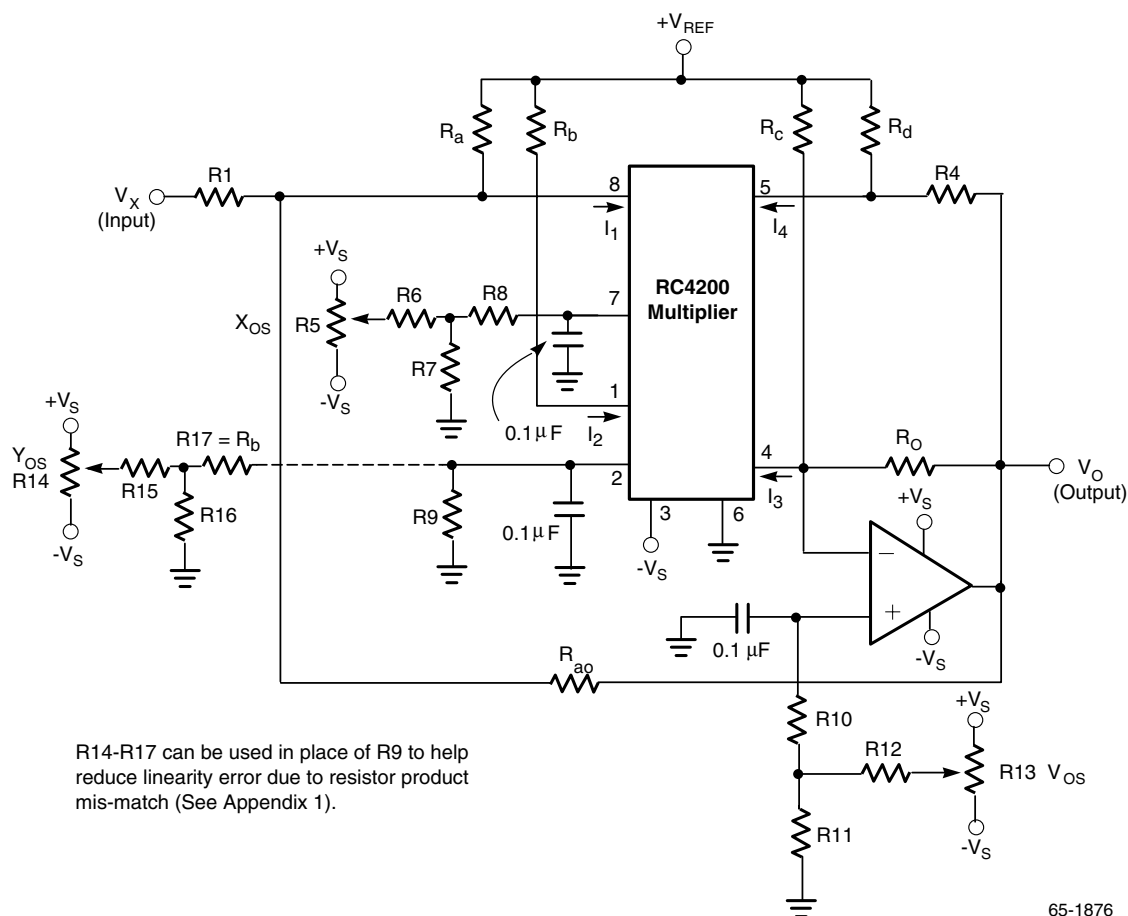 +VREF
Ra
Rb
Rc
Rd
R1
VX
(Input)
8
I1
5
I4
R4
RC4200
Multiplier
+VS
R5
-VS
XOS
R6
R8
7
R7
0.1 µF
1
I2
+VS
YOS
R14
-VS
R15
R17 = Rb
R16
R9
0.1 µF
2
3
-VS
6
4
I3
RO
VO
(Output)
+VS
−
+
-VS
0.1 µF
Rao
R10
R12
+VS
R13 VOS
-VS
R11
R14-R17 can be used in place of R9 to help
reduce linearity error due to resistor product
mis-match (See Appendix 1).
65-1876